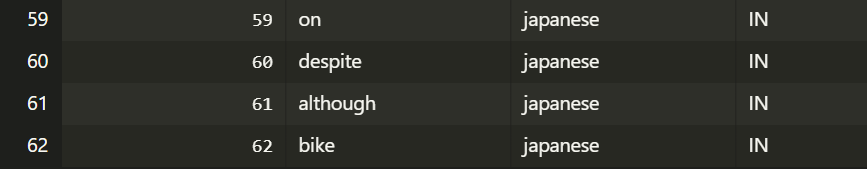 59 59 on japanese IN
60 60 despite japanese IN
61 61 although japanese IN
62 62 bike japanese IN